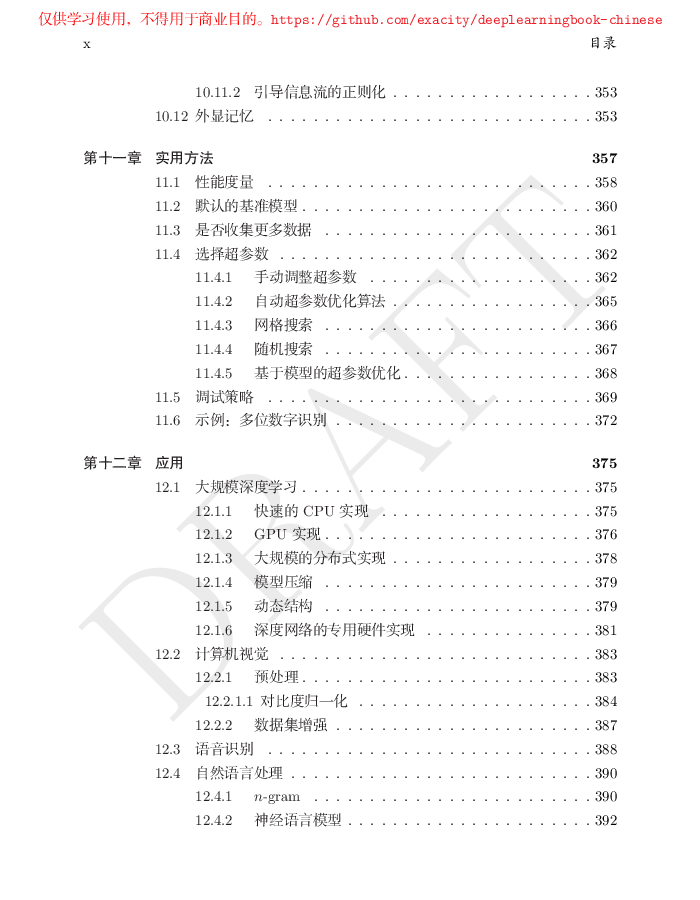 仅供学习使用，不得用于商业目的。https://github.com/exacity/deeplearningbook-chinese
x 目录
10.11.2 引导信息流的正则化 . . . . . . . . . . . . . . . . . . 353
10.12 外显记忆 . . . . . . . . . . . . . . . . . . . . . . . . . . . . . 353
第十一章 实用方法 357
11.1 性能度量 . . . . . . . . . . . . . . . . . . . . . . . . . . . . . 358
11.2 默认的基准模型 . . . . . . . . . . . . . . . . . . . . . . . . . . 360
11.3 是否收集更多数据 . . . . . . . . . . . . . . . . . . . . . . . . 361
11.4 选择超参数 . . . . . . . . . . . . . . . . . . . . . . . . . . . . 362
11.4.1 手动调整超参数 . . . . . . . . . . . . . . . . . . . . 362
11.4.2 自动超参数优化算法 . . . . . . . . . . . . . . . . . . 365
11.4.3 网格搜索 . . . . . . . . . . . . . . . . . . . . . . . . 366
11.4.4 随机搜索 . . . . . . . . . . . . . . . . . . . . . . . . 367
11.4.5 基于模型的超参数优化 . . . . . . . . . . . . . . . . . 368
11.5 调试策略 . . . . . . . . . . . . . . . . . . . . . . . . . . . . . 369
11.6 示例：多位数字识别 . . . . . . . . . . . . . . . . . . . . . . . 372
第十二章 应用 375
12.1 大规模深度学习 . . . . . . . . . . . . . . . . . . . . . . . . . . 375
12.1.1 快速的 CPU 实现 . . . . . . . . . . . . . . . . . . . 375
12.1.2 GPU 实现 . . . . . . . . . . . . . . . . . . . . . . . . 376
12.1.3 大规模的分布式实现 . . . . . . . . . . . . . . . . . . 378
12.1.4 模型压缩 . . . . . . . . . . . . . . . . . . . . . . . . 379
12.1.5 动态结构 . . . . . . . . . . . . . . . . . . . . . . . . 379
12.1.6 深度网络的专用硬件实现 . . . . . . . . . . . . . . . 381
12.2 计算机视觉 . . . . . . . . . . . . . . . . . . . . . . . . . . . . 383
12.2.1 预处理 . . . . . . . . . . . . . . . . . . . . . . . . . . 383
12.2.1.1 对比度归一化 . . . . . . . . . . . . . . . . . . . . . 384
12.2.2 数据集增强 . . . . . . . . . . . . . . . . . . . . . . . 387
12.3 语音识别 . . . . . . . . . . . . . . . . . . . . . . . . . . . . . 388
12.4 自然语言处理 . . . . . . . . . . . . . . . . . . . . . . . . . . . 390
12.4.1 n-gram . . . . . . . . . . . . . . . . . . . . . . . . . 390
12.4.2 神经语言模型 . . . . . . . . . . . . . . . . . . . . . . 392
DRAFT